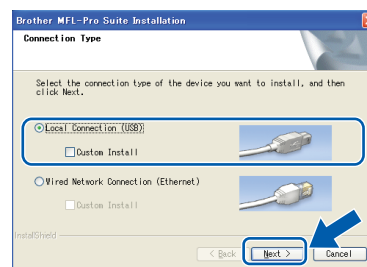 Brother MFL-Pro Suite Installation
Connection Type
Select the connection type of the device you want to install, and then
click Next.
Local Connection (USB)
Custom Install
Wired Network Connection (Ethernet)
Custom Install
InstallShield
< Back
Next >
Cancel